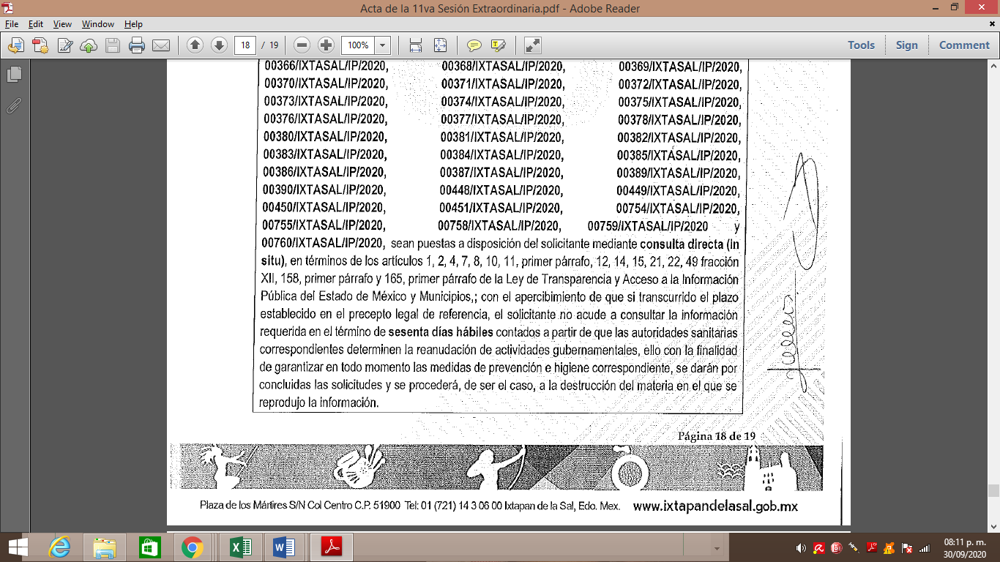 Acta de la 11va Sesión Extraordinaria.pdf - Adobe Reader
File Edit View Window Help
18 / 19 100% Tools Sign Comment
00366/IXTASAL/IP/2020, 00368/IXTASAL/IP/2020, 00369/IXTASAL/IP/2020,
00370/IXTASAL/IP/2020, 00371/IXTASAL/IP/2020, 00372/IXTASAL/IP/2020,
00373/IXTASAL/IP/2020, 00374/IXTASAL/IP/2020, 00375/IXTASAL/IP/2020,
00376/IXTASAL/IP/2020, 00377/IXTASAL/IP/2020, 00378/IXTASAL/IP/2020,
00380/IXTASAL/IP/2020, 00381/IXTASAL/IP/2020, 00382/IXTASAL/IP/2020,
00383/IXTASAL/IP/2020, 00384/IXTASAL/IP/2020, 00385/IXTASAL/IP/2020,
00386/IXTASAL/IP/2020, 00387/IXTASAL/IP/2020, 00389/IXTASAL/IP/2020,
00390/IXTASAL/IP/2020, 00448/IXTASAL/IP/2020, 00449/IXTASAL/IP/2020,
00450/IXTASAL/IP/2020, 00451/IXTASAL/IP/2020, 00754/IXTASAL/IP/2020,
00755/IXTASAL/IP/2020, 00758/IXTASAL/IP/2020, 00759/IXTASAL/IP/2020 y
00760/IXTASAL/IP/2020, sean puestas a disposición del solicitante mediante consulta directa (in
situ), en términos de los artículos 1, 2, 4, 7, 8, 10, 11, primer párrafo, 12, 14, 15, 21, 22, 49 fracción
XII, 158, primer párrafo y 165, primer párrafo de la Ley de Transparencia y Acceso a la Información
Pública del Estado de México y Municipios,; con el apercibimiento de que si transcurrido el plazo
establecido en el precepto legal de referencia, el solicitante no acude a consultar la información
requerida en el término de sesenta días hábiles contados a partir de que las autoridades sanitarias
correspondientes determinen la reanudación de actividades gubernamentales, ello con la finalidad
de garantizar en todo momento las medidas de prevención e higiene correspondiente, se darán por
concluidas las solicitudes y se procederá, de ser el caso, a la destrucción del materia en el que se
reprodujo la información.
Página 18 de 19
Plaza de los Mártires S/N Col Centro C.P. 51900 Tel: 01 (721) 14 3 06 00 Ixtapan de la Sal, Edo. Mex. www.ixtapandelasal.gob.mx
08:11 p. m.
30/09/2020